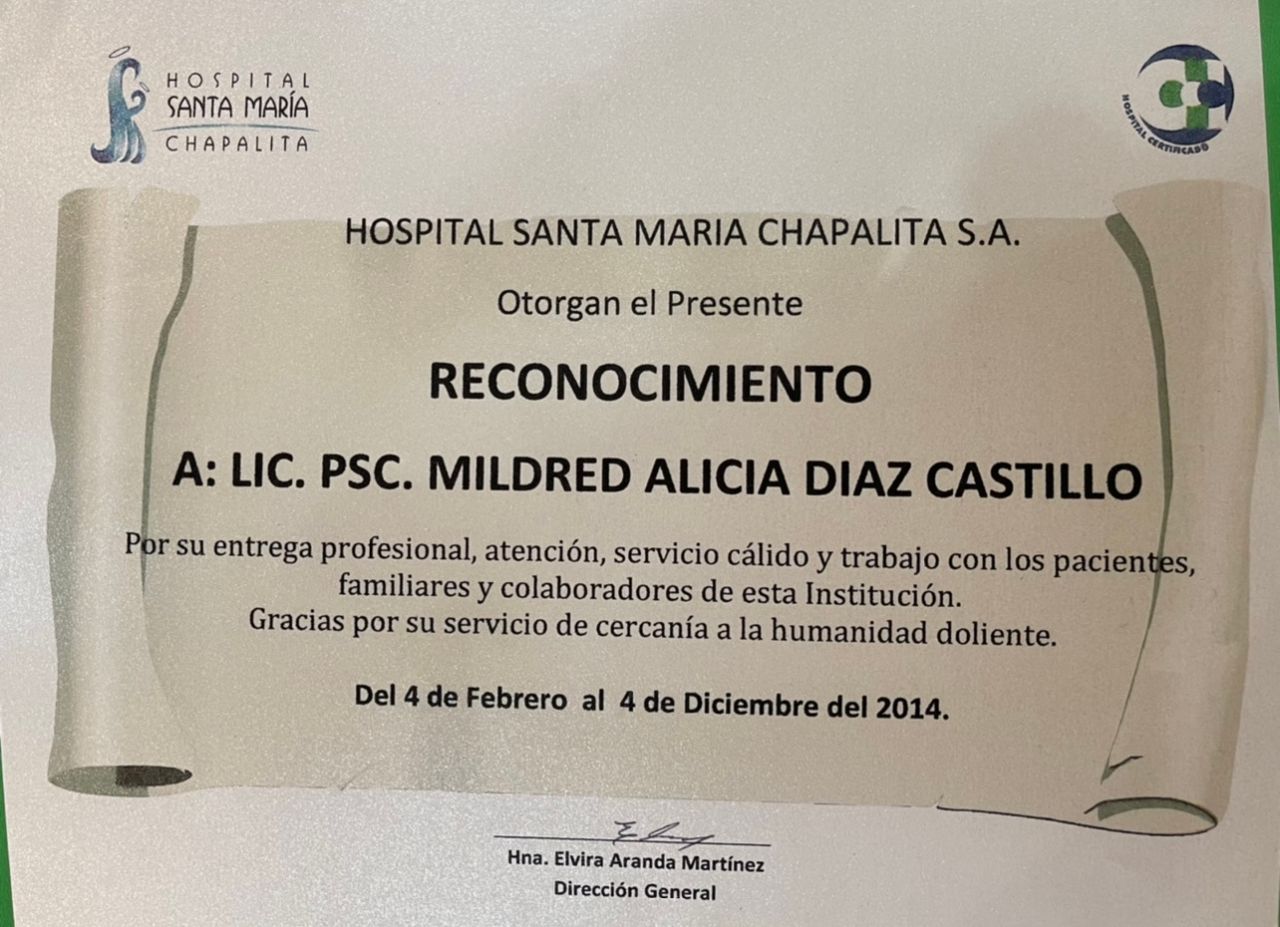 HOSPITAL
SANTA MARÍA
CHAPALITA
HOSPITAL CERTIFICADO
HOSPITAL SANTA MARIA CHAPALITA S.A.
Otorgan el Presente
RECONOCIMIENTO
A: LIC. PSC. MILDRED ALICIA DIAZ CASTILLO
Por su entrega profesional, atención, servicio cálido y trabajo con los pacientes,
familiares y colaboradores de esta Institución.
Gracias por su servicio de cercanía a la humanidad doliente.
Del 4 de Febrero al 4 de Diciembre del 2014.
Hna. Elvira Aranda Martínez
Dirección General